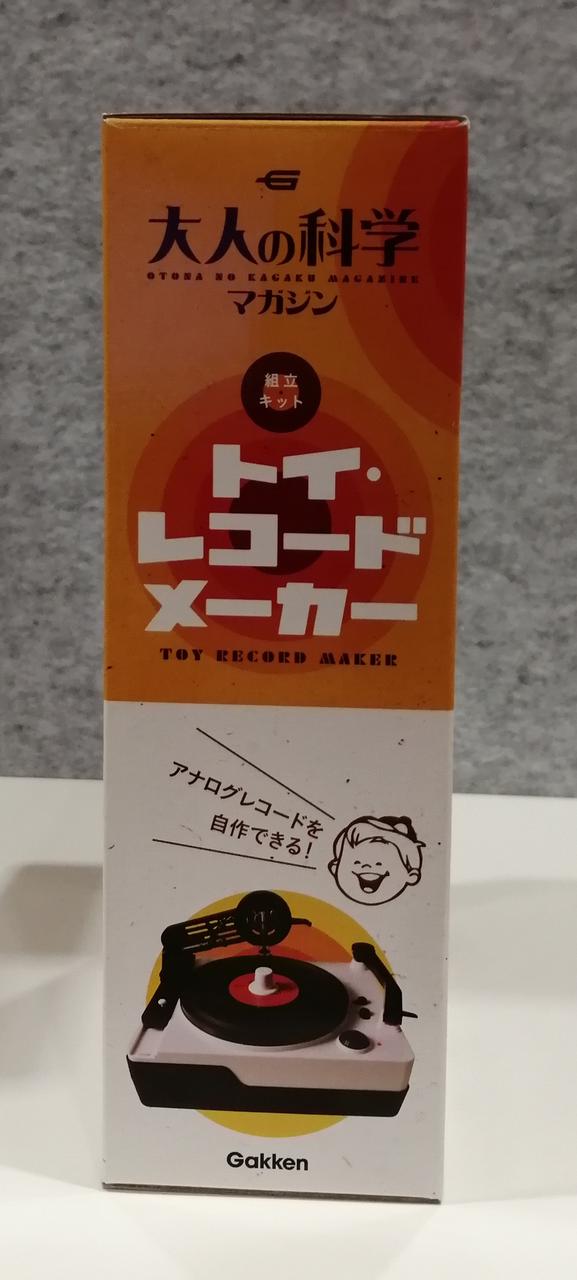 大人の科学
OTONA NO KAGAKU MAGAZINE
マガジン
組立
キット
トイ・
レコード
メーカー
TOY RECORD MAKER
アナログレコードを
自作できる!
Gakken